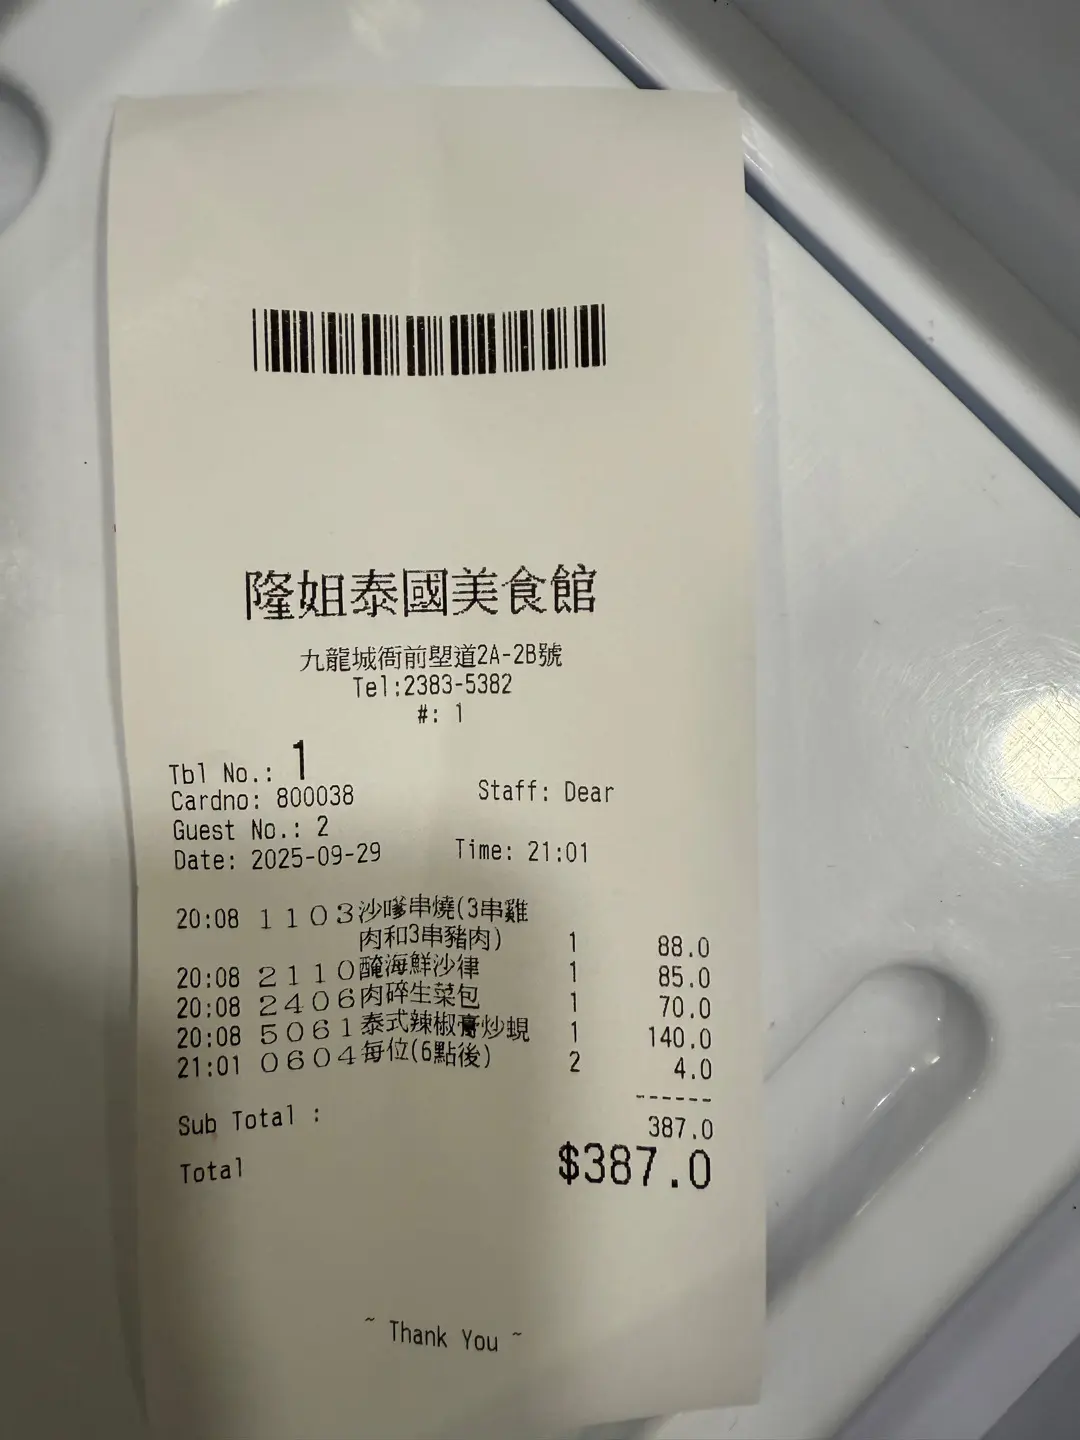 隆姐泰國美食館
九龍城衙前塱道2A-2B號
Tel:2383-5382
#: 1
Tbl No.: 1
Cardno: 800038 Staff: Dear
Guest No.: 2
Date: 2025-09-29 Time: 21:01
20:08 1103沙嗲串燒(3串雞
肉和3串豬肉) 1 88.0
20:08 2110醃海鮮沙律 1 85.0
20:08 2406肉碎生菜包 1 70.0
20:08 5061泰式辣椒膏炒蜆 1 140.0
21:01 0604每位(6點後) 2 4.0
------
Sub Total : 387.0
Total $387.0
~ Thank You ~